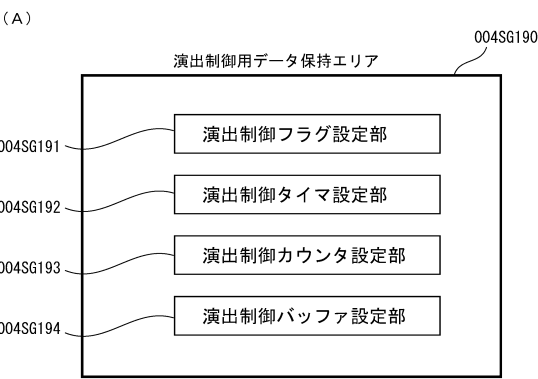 (A)
004SG190
演出制御用データ保持エリア
演出制御フラグ設定部
004SG191
演出制御タイマ設定部
004SG192
演出制御カウンタ設定部
004SG193
演出制御バッファ設定部
004SG194